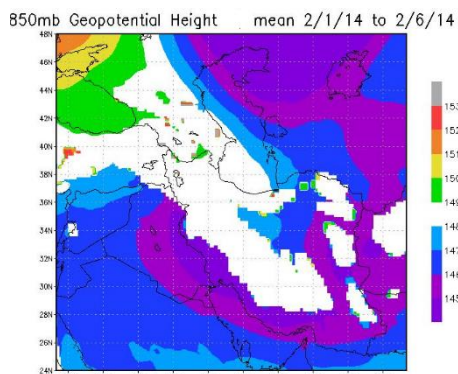 850mb Geopotential Height mean 2/1/14 to 2/6/14
48N
46N
44N
42N
40N
38N
36N
34N
32N
30N
28N
26N
24N
153
152
151
150
149
148
147
146
145